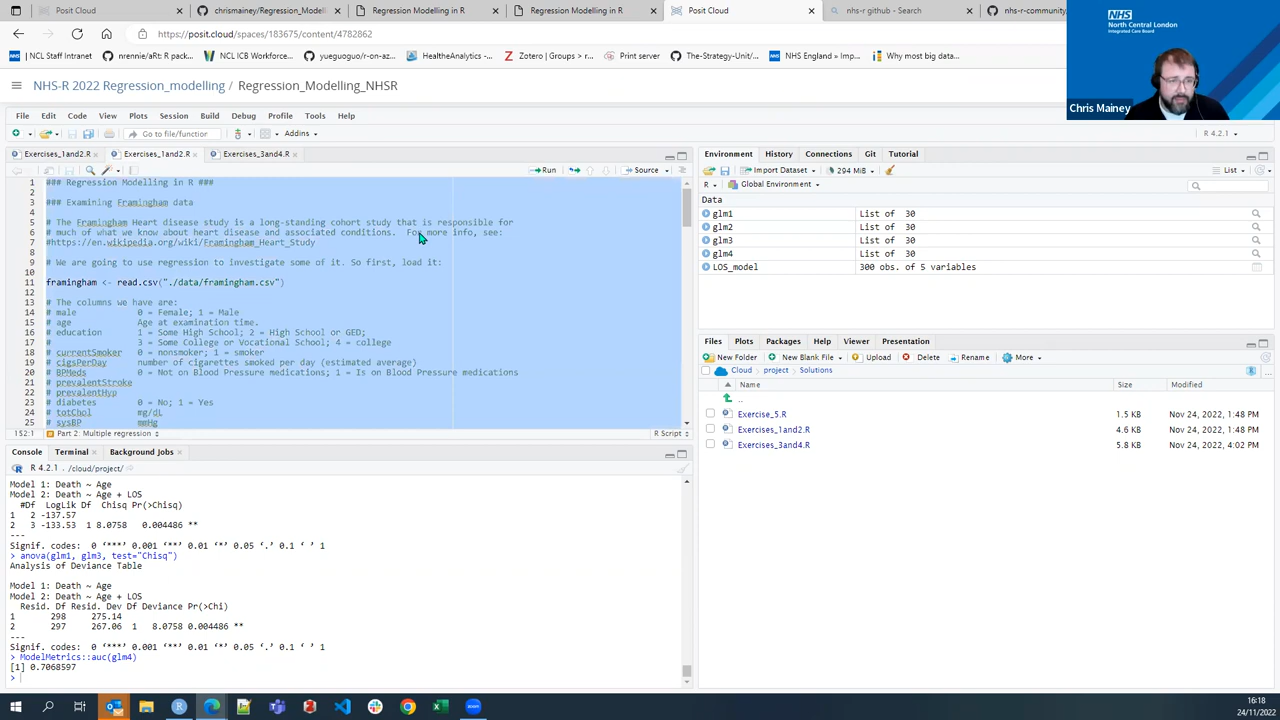 Posit Cloud
chrismainey/Regression_Model
Regression Modelling in R
Regression Modelling in R
Posit Cloud
nhs-r github - Search
nhs-r-community
https://posit.cloud/spaces/183675/content/4782862
| NCL Staff Intranet
nrennie/aRt: R pack...
NCL ICB Workforce...
yueguoguo/r-on-az...
HealtheAnalytics / ...
Zotero | Groups > r...
Print server
The-Strategy-Unit/...
NHS England » Imp...
Why most big data...
NHS
North Central London
Integrated Care Board
Chris Mainey
NHS-R 2022 Regression_modelling / Regression_Modelling_NHSR
File Edit Code View Plots Session Build Debug Profile Tools Help
Go to file/function
Addins
R 4.2.1
Exercises_1and2.R
Exercises_1and2.R
Exercises_3and4.R
Run
Source
1 ### Regression Modelling in R ###
2
3 ### Examining Framingham data
4
5 # The Framingham Heart disease study is a long-standing cohort study that is responsible for
6 # much of what we know about heart disease and associated conditions. For more info, see:
7 #https://en.wikipedia.org/wiki/Framingham_Heart_Study
8
9 # We are going to use regression to investigate some of it. So first, load it:
10
11 framingham <- read.csv("./data/framingham.csv")
12
13 # The columns we have are:
14 # male 0 = Female; 1 = Male
15 # age Age at examination time.
16 # education 1 = Some High School; 2 = High School or GED;
17 # 3 = Some College or Vocational School; 4 = college
18 # currentSmoker 0 = nonsmoker; 1 = smoker
19 # cigsPerDay number of cigarettes smoked per day (estimated average)
20 # BPMeds 0 = Not on Blood Pressure medications; 1 = Is on Blood Pressure medications
21 # prevalentStroke
22 # prevalentHyp
23 # diabetes 0 = No; 1 = Yes
24 # totChol mg/dL
25 # sysBP mmHg
152:1 Part 2: Multiple regression R Script
Console Terminal Background Jobs
R 4.2.1 . /cloud/project/
Model 1: Death ~ Age
Model 2: Death ~ Age + LOS
#Df LogLik Df Chisq Pr(>Chisq)
1 2 -137.57
2 3 -133.53 1 8.0758 0.004486 **
---
Signif. codes: 0 ‘***’ 0.001 ‘**’ 0.01 ‘*’ 0.05 ‘.’ 0.1 ‘ ’ 1
> anova(glm1, glm3, test="Chisq")
Analysis of Deviance Table
Model 1: Death ~ Age
Model 2: Death ~ Age + LOS
Resid. Df Resid. Dev Df Deviance Pr(>Chi)
1 298 275.14
2 297 267.06 1 8.0758 0.004486 **
---
Signif. codes: 0 ‘***’ 0.001 ‘**’ 0.01 ‘*’ 0.05 ‘.’ 0.1 ‘ ’ 1
> ModelMetrics::auc(glm4)
[1] 0.7068597
>
Environment History Connections Git Tutorial
Import Dataset 294 MiB List
R Global Environment
Data
glm1 List of 30
glm2 List of 30
glm3 List of 30
glm4 List of 30
LOS_model 300 obs. of 5 variables
Files Plots Packages Help Viewer Presentation
New Folder New Blank File Upload Delete Rename More
Cloud project Solutions
Name Size Modified
..
Exercise_5.R 1.5 KB Nov 24, 2022, 1:48 PM
Exercises_1and2.R 4.6 KB Nov 24, 2022, 1:48 PM
Exercises_3and4.R 5.8 KB Nov 24, 2022, 4:02 PM
16:18
24/11/2022